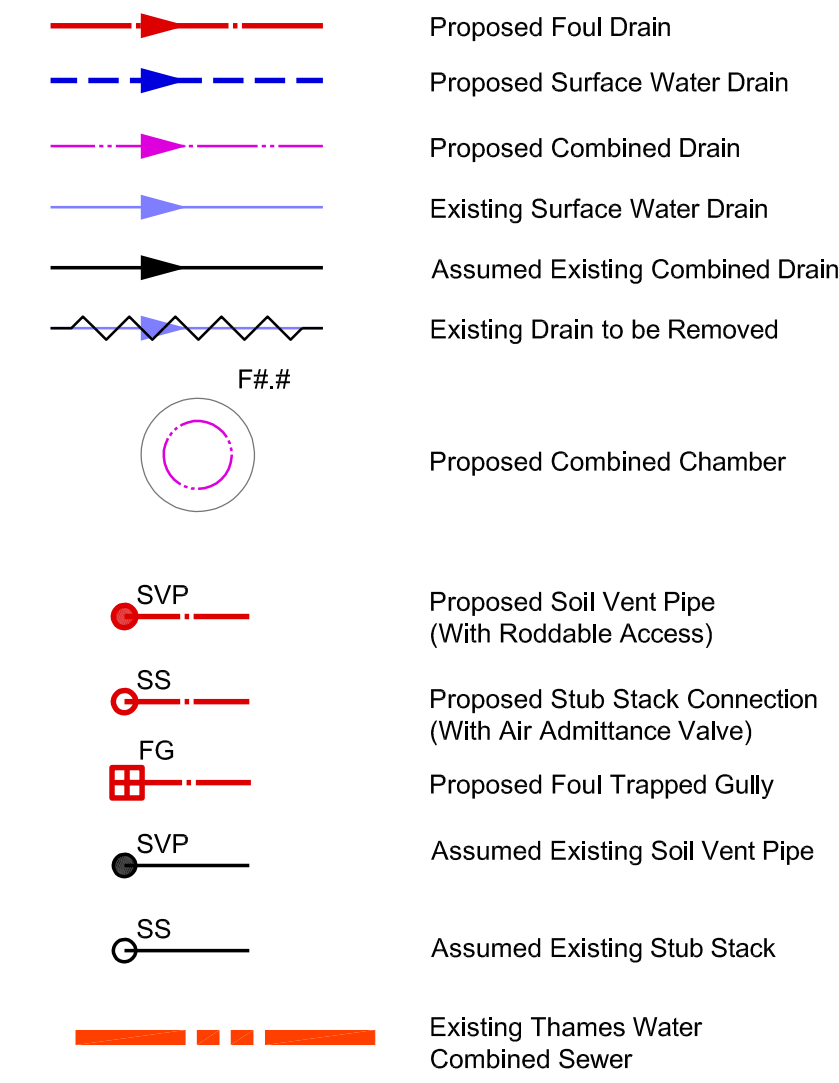 Proposed Foul Drain
Proposed Surface Water Drain
Proposed Combined Drain
Existing Surface Water Drain
Assumed Existing Combined Drain
Existing Drain to be Removed
F#.#
Proposed Combined Chamber
SVP
Proposed Soil Vent Pipe
(With Roddable Access)
SS
Proposed Stub Stack Connection
(With Air Admittance Valve)
FG
Proposed Foul Trapped Gully
SVP
Assumed Existing Soil Vent Pipe
SS
Assumed Existing Stub Stack
Existing Thames Water
Combined Sewer